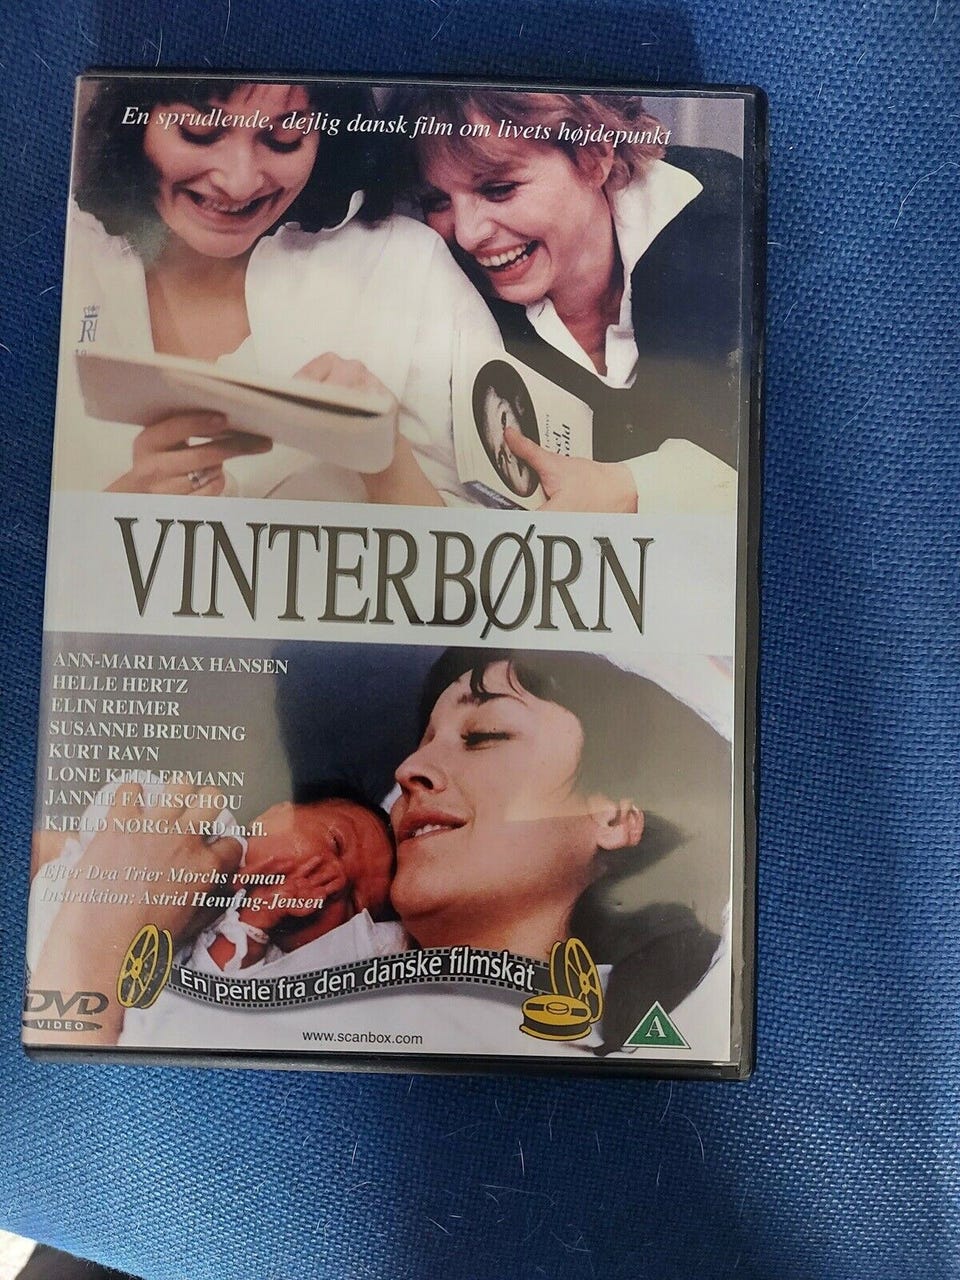 En sprudlende, dejlig dansk film om livets højdepunkt
R
VINTERBØRN
ANN-MARI MAX HANSEN
HELLE HERTZ
ELIN REIMER
SUSANNE BREUNING
KURT RAVN
LONE KELLERMANN
JANNIE FAURSCHOU
KJELD NØRGAARD m.fl.
Efter Dea Trier Mørchs roman
Instruktion: Astrid Henning-Jensen
En perle fra den danske filmskat
DVD
VIDEO
www.scanbox.com
A